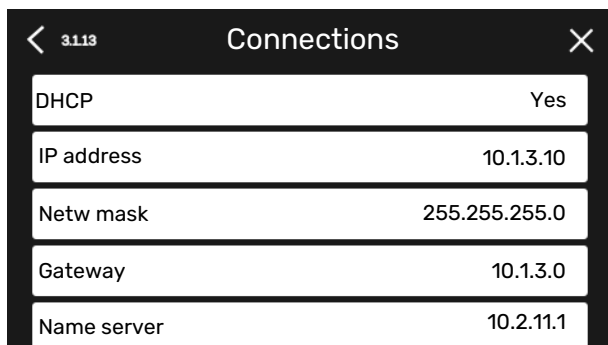 3.1.13 Connections
DHCP Yes
IP address 10.1.3.10
Netw mask 255.255.255.0
Gateway 10.1.3.0
Name server 10.2.11.1